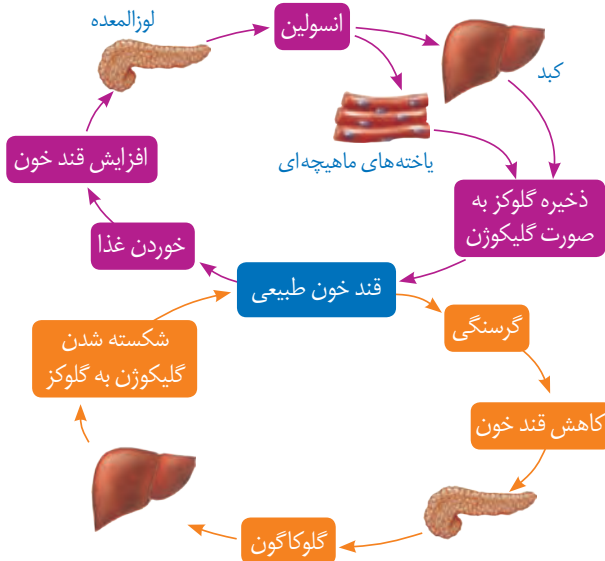 لوزالمعده
انسولین
کبد
یاخته‌های ماهیچه‌ای
افزایش قند خون
ذخیره گلوکز به
صورت گلیکوژن
خوردن غذا
قند خون طبیعی
گرسنگی
شکسته شدن
گلیکوژن به گلوکز
کاهش قند خون
گلوکاگون